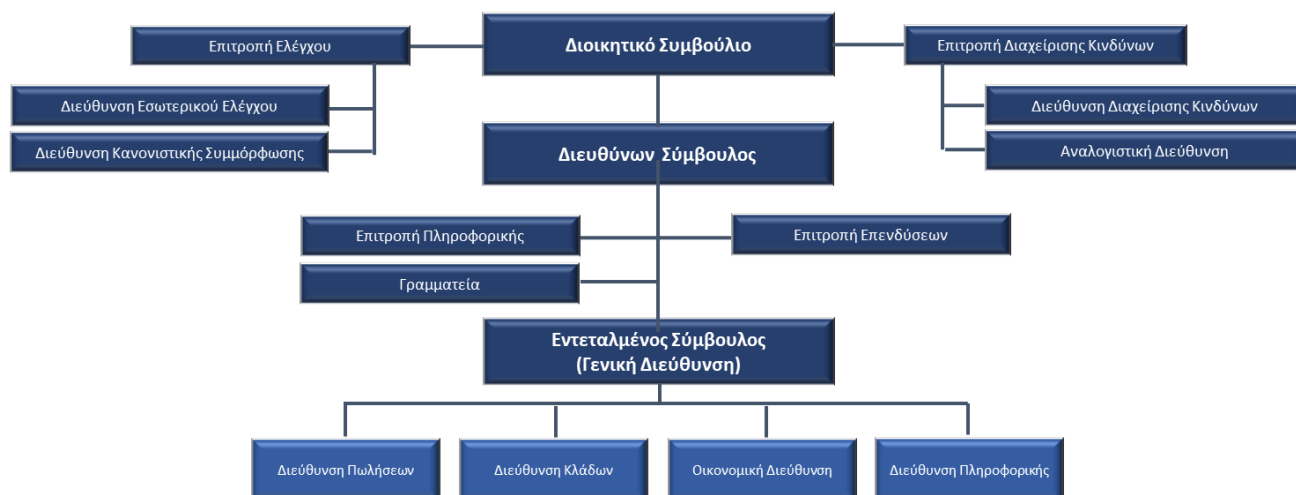 Διοικητικό Συμβούλιο
Επιτροπή Ελέγχου
Επιτροπή Διαχείρισης Κινδύνων
Διεύθυνση Εσωτερικού Ελέγχου
Διεύθυνση Διαχείρισης Κινδύνων
Διεύθυνση Κανονιστικής Συμμόρφωσης
Αναλογιστική Διεύθυνση
Διευθύνων Σύμβουλος
Επιτροπή Πληροφορικής
Επιτροπή Επενδύσεων
Γραμματεία
Εντεταλμένος Σύμβουλος
(Γενική Διεύθυνση)
Διεύθυνση Πωλήσεων
Διεύθυνση Κλάδων
Οικονομική Διεύθυνση
Διεύθυνση Πληροφορικής